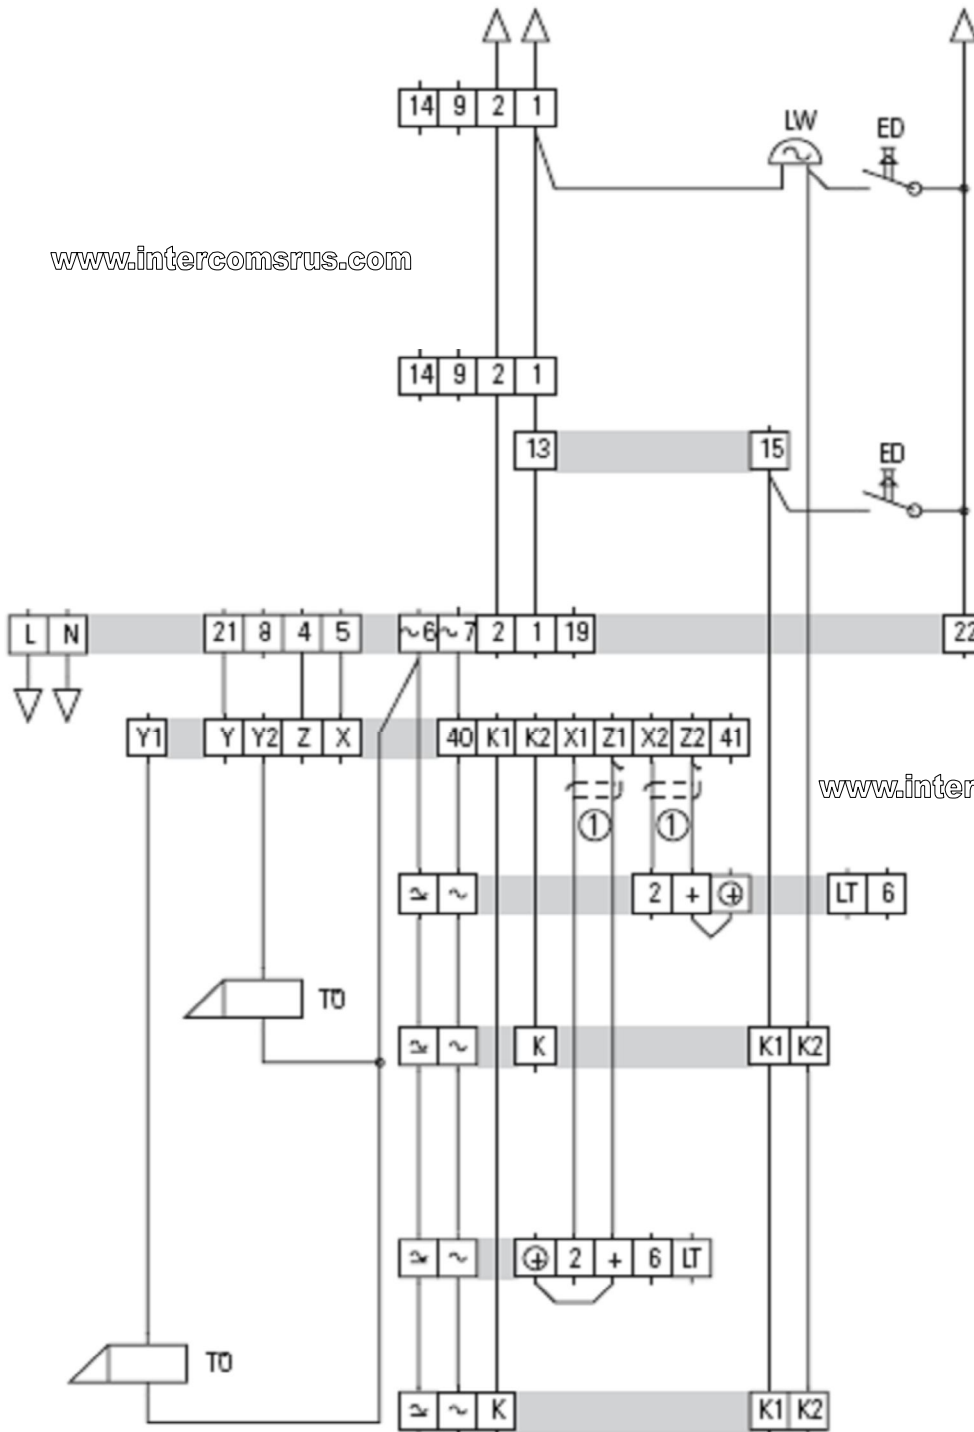 14 9 2 1
LW
ED
www.intercomsrus.com
14 9 2 1
13 15
ED
L N 21 8 4 5 ~6 ~7 2 1 19 22
Y1 Y Y2 Z X 40 K1 K2 X1 Z1 X2 Z2 41
www.inter
1 1
~ ~ 2 + + LT 6
TÖ
~ ~ K K1 K2
~ ~ + 2 + 6 LT
TÖ
~ ~ K K1 K2